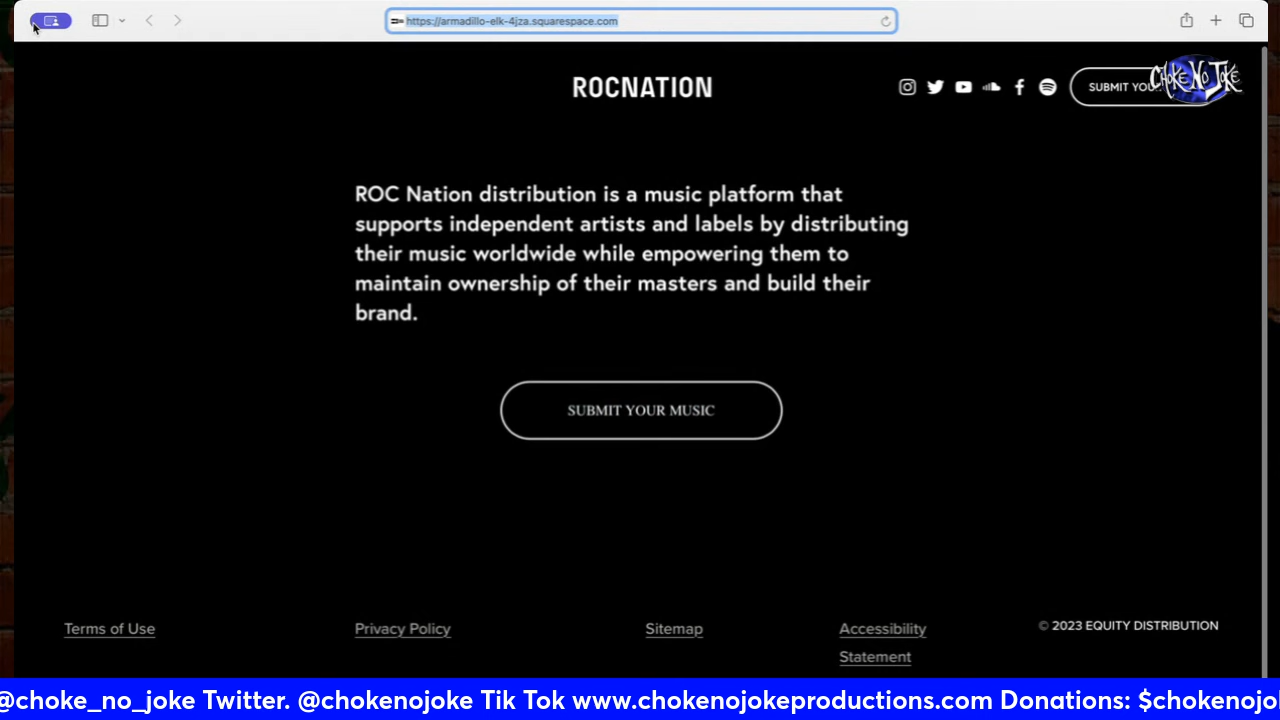 https://armadillo-elk-4jza.squarespace.com
ROCNATION
SUBMIT YOU
CHOKE NO JOKE
ROC Nation distribution is a music platform that
supports independent artists and labels by distributing
their music worldwide while empowering them to
maintain ownership of their masters and build their
brand.
SUBMIT YOUR MUSIC
Terms of Use
Privacy Policy
Sitemap
Accessibility
Statement
© 2023 EQUITY DISTRIBUTION
@choke_no_joke Twitter. @chokenojoke Tik Tok www.chokenojokeproductions.com Donations: $chokenojo